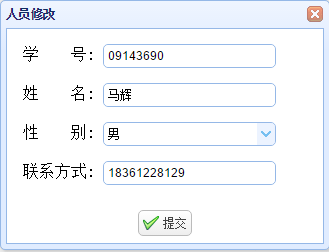 人员修改
学 号: 09143690
姓 名: 马辉
性 别: 男
联系方式: 18361228129
提交